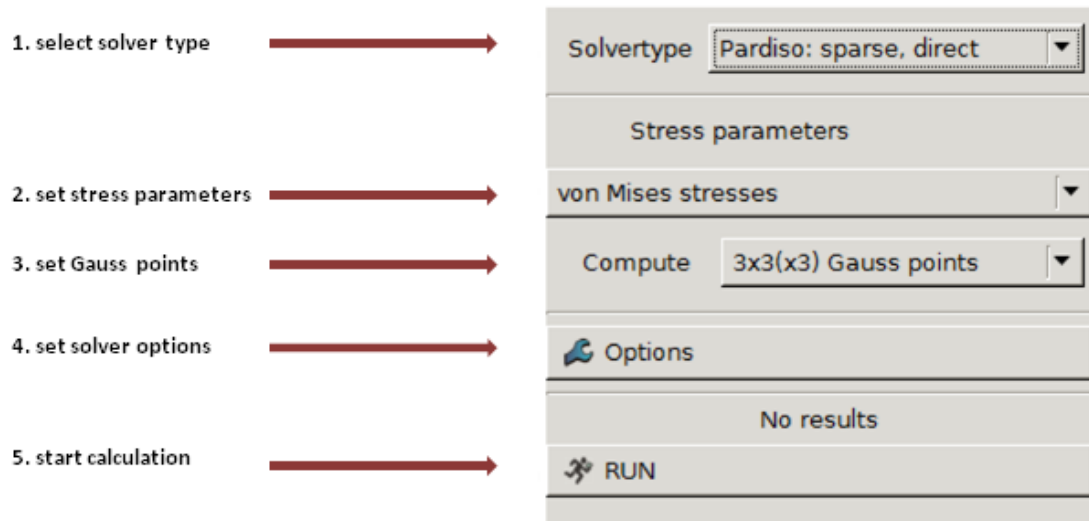 1. select solver type
Solvertype Pardiso: sparse, direct
Stress parameters
2. set stress parameters
von Mises stresses
3. set Gauss points
Compute 3x3(x3) Gauss points
4. set solver options
Options
No results
5. start calculation
RUN